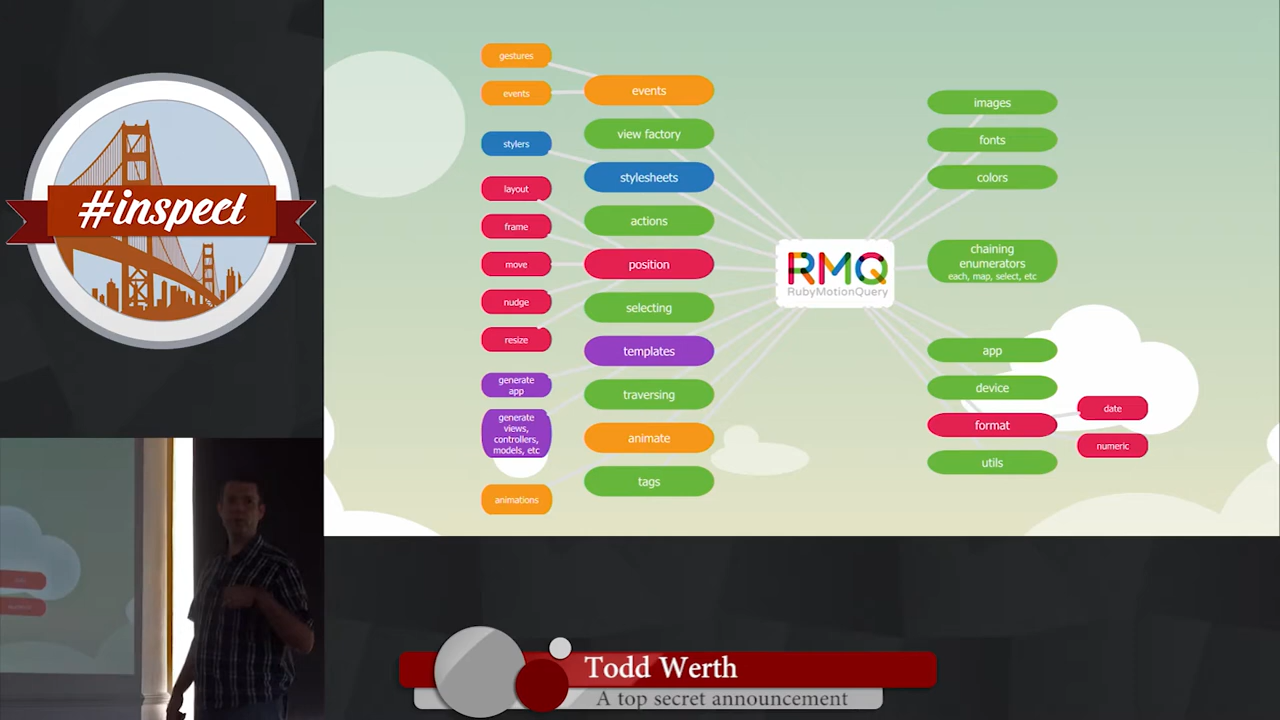 #inspect
gestures
events
stylers
layout
frame
move
nudge
resize
generate
app
generate
views,
controllers,
models, etc
animations
events
view factory
stylesheets
actions
position
selecting
templates
traversing
animate
tags
RMQ
RubyMotionQuery
images
fonts
colors
chaining
enumerators
each, map, select, etc
app
device
format
utils
date
numeric
Todd Werth
A top secret announcement